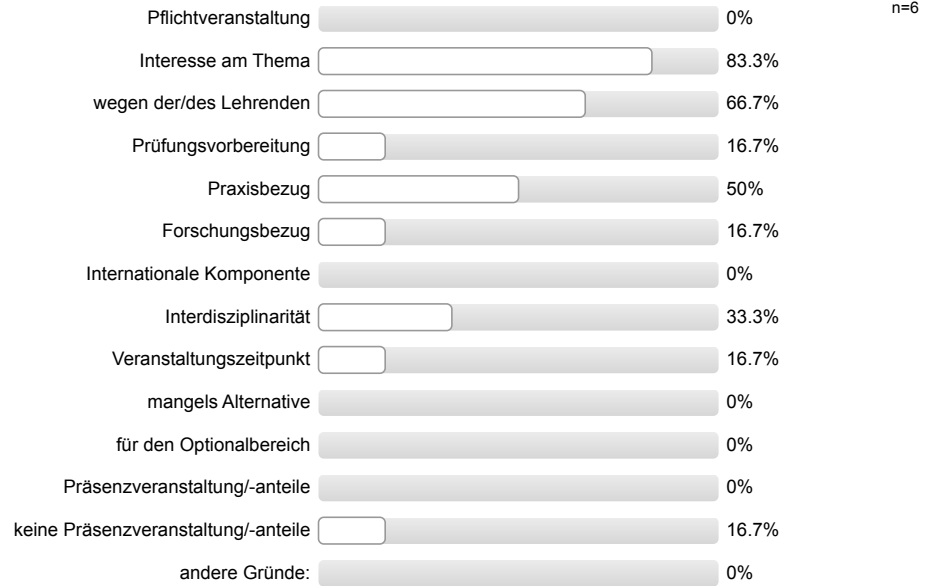 n=6
Pflichtveranstaltung 0%
Interesse am Thema 83.3%
wegen der/des Lehrenden 66.7%
Prüfungsvorbereitung 16.7%
Praxisbezug 50%
Forschungsbezug 16.7%
Internationale Komponente 0%
Interdisziplinarität 33.3%
Veranstaltungszeitpunkt 16.7%
mangels Alternative 0%
für den Optionalbereich 0%
Präsenzveranstaltung/-anteile 0%
keine Präsenzveranstaltung/-anteile 16.7%
andere Gründe: 0%